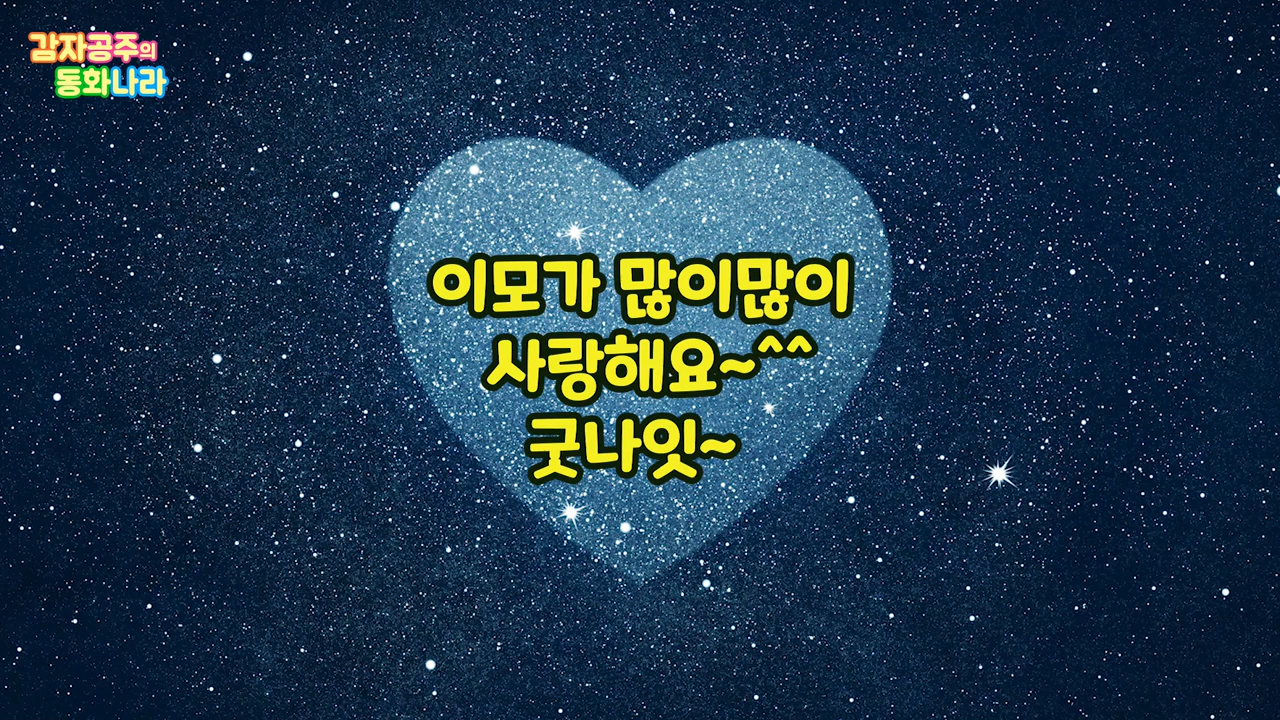 감자공주의
동화나라
이모가 많이많이
사랑해요~^^
굿나잇~